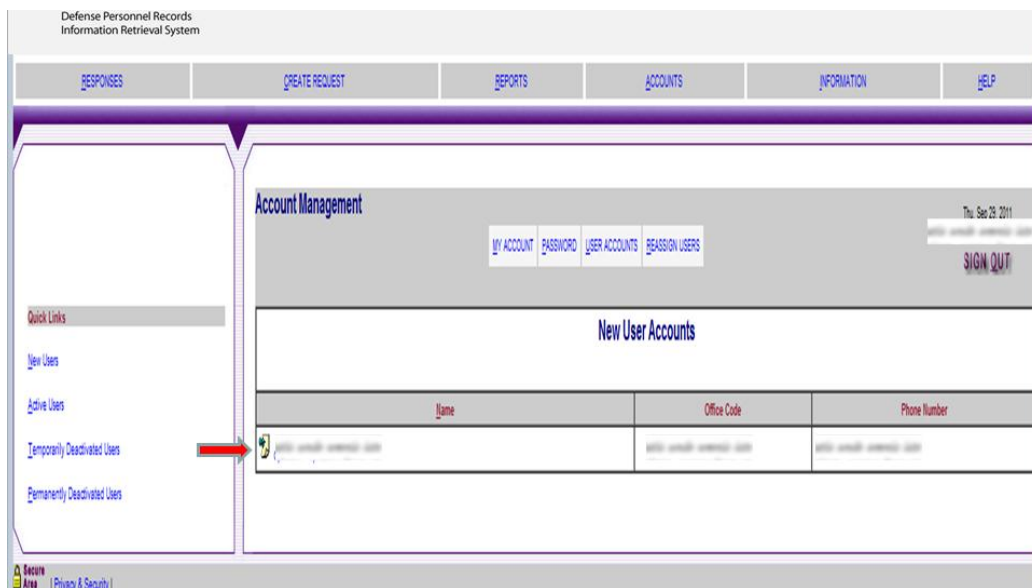 Defense Personnel Records
Information Retrieval System
RESPONSES CREATE REQUEST REPORTS ACCOUNTS INFORMATION HELP
Account Management
Thu, Sep 29, 2011
MY ACCOUNT PASSWORD USER ACCOUNTS REASSIGN USERS
SIGN OUT
Quick Links
New Users
Active Users
Temporarily Deactivated Users
Permanently Deactivated Users
New User Accounts
Name Office Code Phone Number
Secure
Area | Privacy & Security |